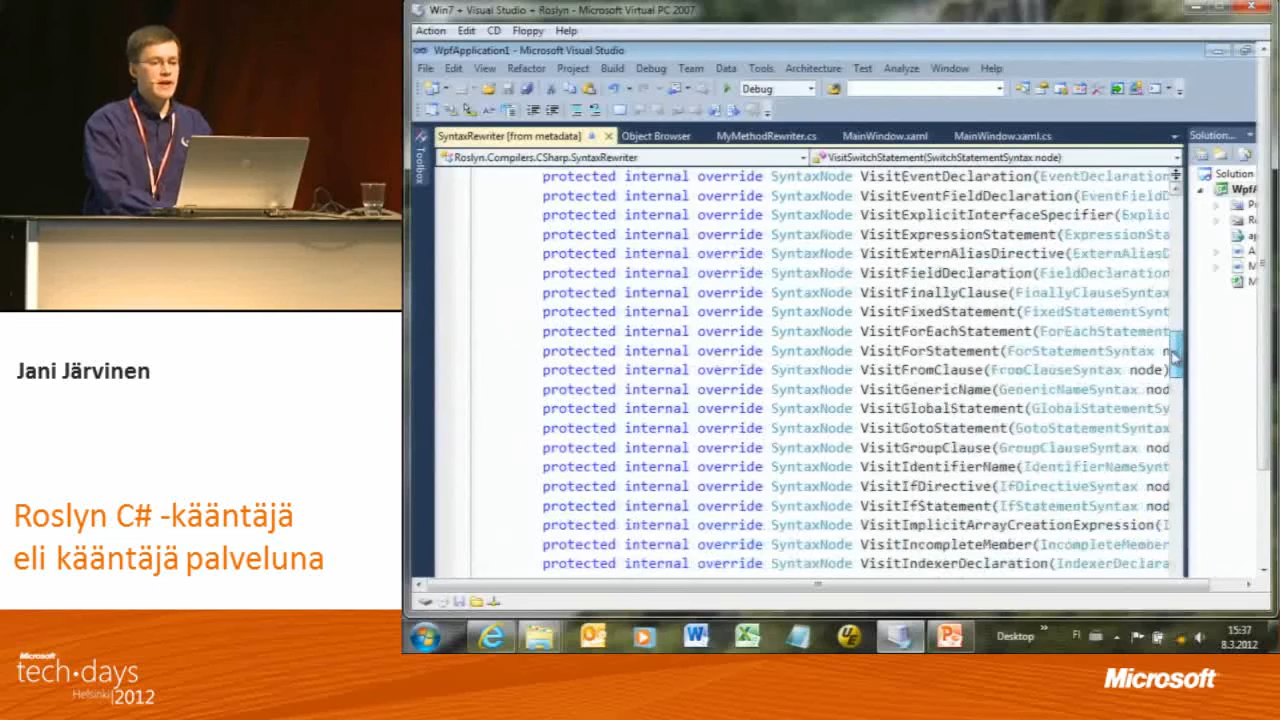 Win7 + Visual Studio + Roslyn - Microsoft Virtual PC 2007
Action Edit CD Floppy Help
WpfApplication1 - Microsoft Visual Studio
File Edit View Refactor Project Build Debug Team Data Tools Architecture Test Analyze Window Help
Debug
SyntaxRewriter [from metadata] Object Browser MyMethodRewriter.cs MainWindow.xaml MainWindow.xaml.cs Solution...
Toolbox
Roslyn.Compilers.CSharp.SyntaxRewriter VisitSwitchStatement(SwitchStatementSyntax node)
Solution
WpfA
protected internal override SyntaxNode VisitEventDeclaration(EventDeclaration
protected internal override SyntaxNode VisitEventFieldDeclaration(EventFieldD
protected internal override SyntaxNode VisitExplicitInterfaceSpecifier(Explic
protected internal override SyntaxNode VisitExpressionStatement(ExpressionSta
protected internal override SyntaxNode VisitExternAliasDirective(ExternAliasD
protected internal override SyntaxNode VisitFieldDeclaration(FieldDeclaration
protected internal override SyntaxNode VisitFinallyClause(FinallyClauseSyntax
protected internal override SyntaxNode VisitFixedStatement(FixedStatementSynt
protected internal override SyntaxNode VisitForEachStatement(ForEachStatement
protected internal override SyntaxNode VisitForStatement(ForStatementSyntax n
protected internal override SyntaxNode VisitFromClause(FromClauseSyntax node)
protected internal override SyntaxNode VisitGenericName(GenericNameSyntax nod
protected internal override SyntaxNode VisitGlobalStatement(GlobalStatementSy
protected internal override SyntaxNode VisitGotoStatement(GotoStatementSyntax
protected internal override SyntaxNode VisitGroupClause(GroupClauseSyntax nod
protected internal override SyntaxNode VisitIdentifierName(IdentifierNameSynt
protected internal override SyntaxNode VisitIfDirective(IfDirectiveSyntax nod
protected internal override SyntaxNode VisitIfStatement(IfStatementSyntax nod
protected internal override SyntaxNode VisitImplicitArrayCreationExpression(I
protected internal override SyntaxNode VisitIncompleteMember(IncompleteMember
protected internal override SyntaxNode VisitIndexerDeclaration(IndexerDeclara
Desktop FI 15:37
8.3.2012
Jani Järvinen
Roslyn C# -kääntäjä
eli kääntäjä palveluna
Microsoft
tech·days
Helsinki 2012
Microsoft